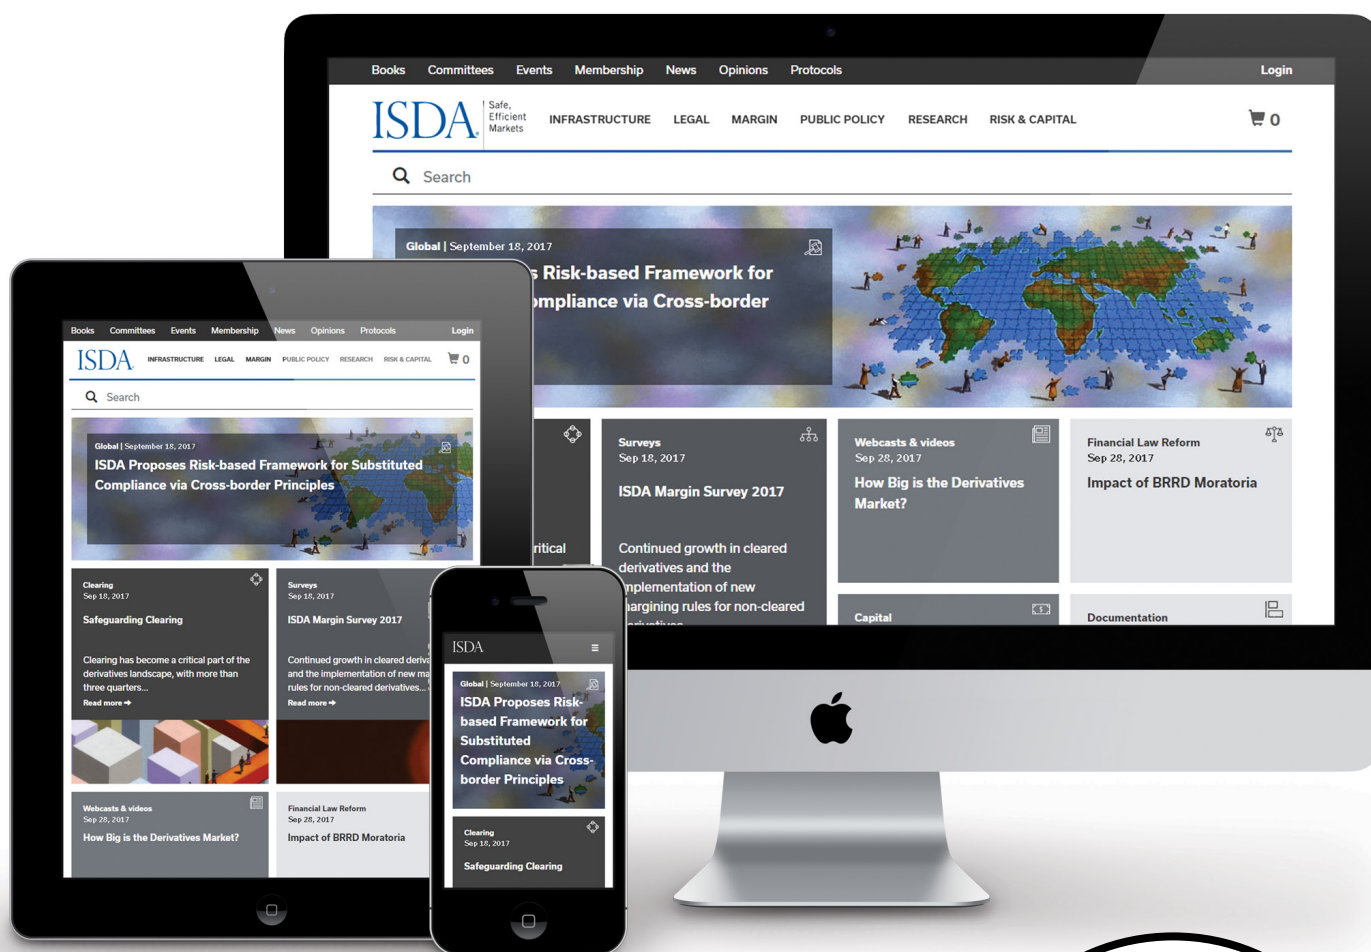 Books Committees Events Membership News Opinions Protocols Login
ISDA® Safe, Efficient Markets INFRASTRUCTURE LEGAL MARGIN PUBLIC POLICY RESEARCH RISK & CAPITAL 0
Search
Global | September 18, 2017
Risk-based Framework for
via Cross-border
Surveys
Sep 18, 2017
ISDA Margin Survey 2017
Continued growth in cleared
derivatives and the
implementation of new
margining rules for non-cleared
derivatives
Webcasts & videos
Sep 28, 2017
How Big is the Derivatives
Market?
Financial Law Reform
Sep 28, 2017
Impact of BRRD Moratoria
Capital
Documentation
Books Committees Events Membership News Opinions Protocols Login
ISDA INFRASTRUCTURE LEGAL MARGIN PUBLIC POLICY RESEARCH RISK & CAPITAL 0
Search
Global | September 18, 2017
ISDA Proposes Risk-based Framework for Substituted
Compliance via Cross-border Principles
Clearing
Sep 18, 2017
Safeguarding Clearing
Clearing has become a critical part of the
derivatives landscape, with more than
three quarters...
Read more →
Surveys
Sep 18, 2017
ISDA Margin Survey 2017
Continued growth in cleared
and the implementation of new
rules for non-cleared derivatives...
Read more →
Webcasts & videos
Sep 28, 2017
How Big is the Derivatives Market?
Financial Law Reform
Sep 28, 2017
Impact of BRRD Moratoria
ISDA
Global | September 18, 2017
ISDA Proposes Risk-
based Framework for
Substituted
Compliance via Cross-
border Principles
Clearing
Sep 18, 2017
Safeguarding Clearing